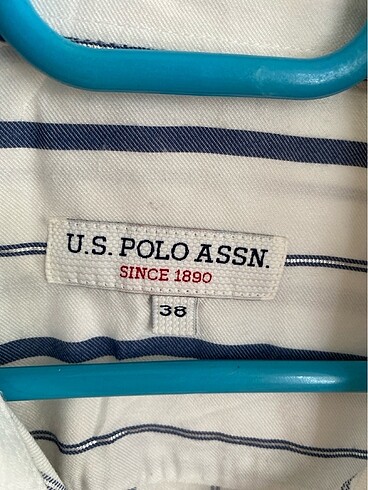 U.S. POLO ASSN.
SINCE 1890
38